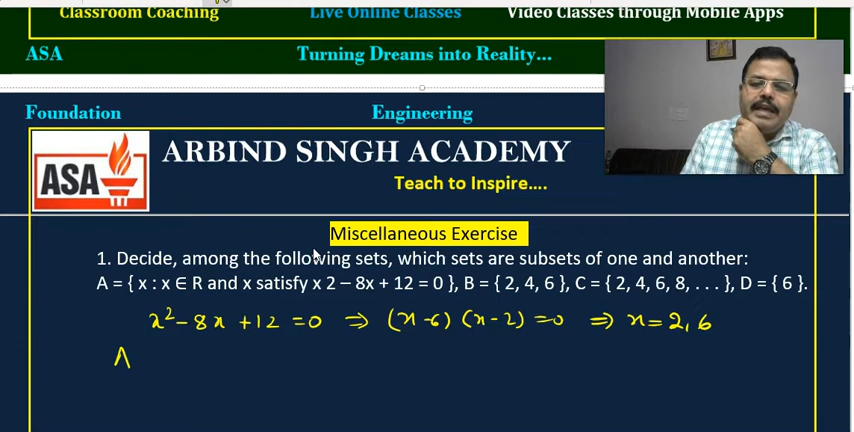 Classroom Coaching Live Online Classes Video Classes through Mobile Apps
ASA Turning Dreams into Reality...
Foundation Engineering
ASA ARBIND SINGH ACADEMY
Teach to Inspire....
Miscellaneous Exercise
1. Decide, among the following sets, which sets are subsets of one and another:
A = { x : x ∈ R and x satisfy x 2 – 8x + 12 = 0 }, B = { 2, 4, 6 }, C = { 2, 4, 6, 8, . . . }, D = { 6 }.
x² - 8x + 12 = 0 ⇒ (x - 6) (x - 2) = 0 ⇒ x = 2, 6